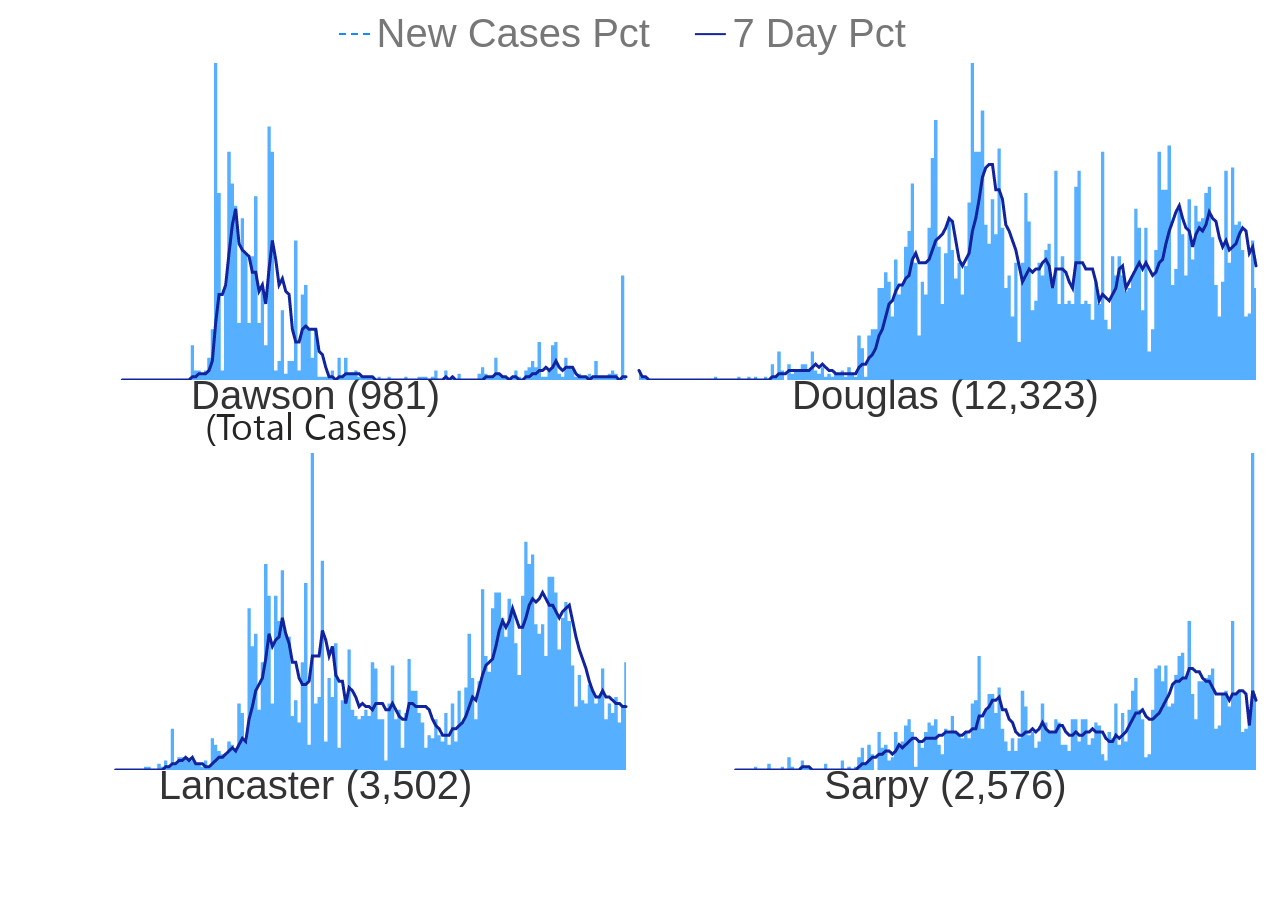 New Cases Pct 7 Day Pct
Dawson (981) Douglas (12,323)
(Total Cases)
Lancaster (3,502) Sarpy (2,576)